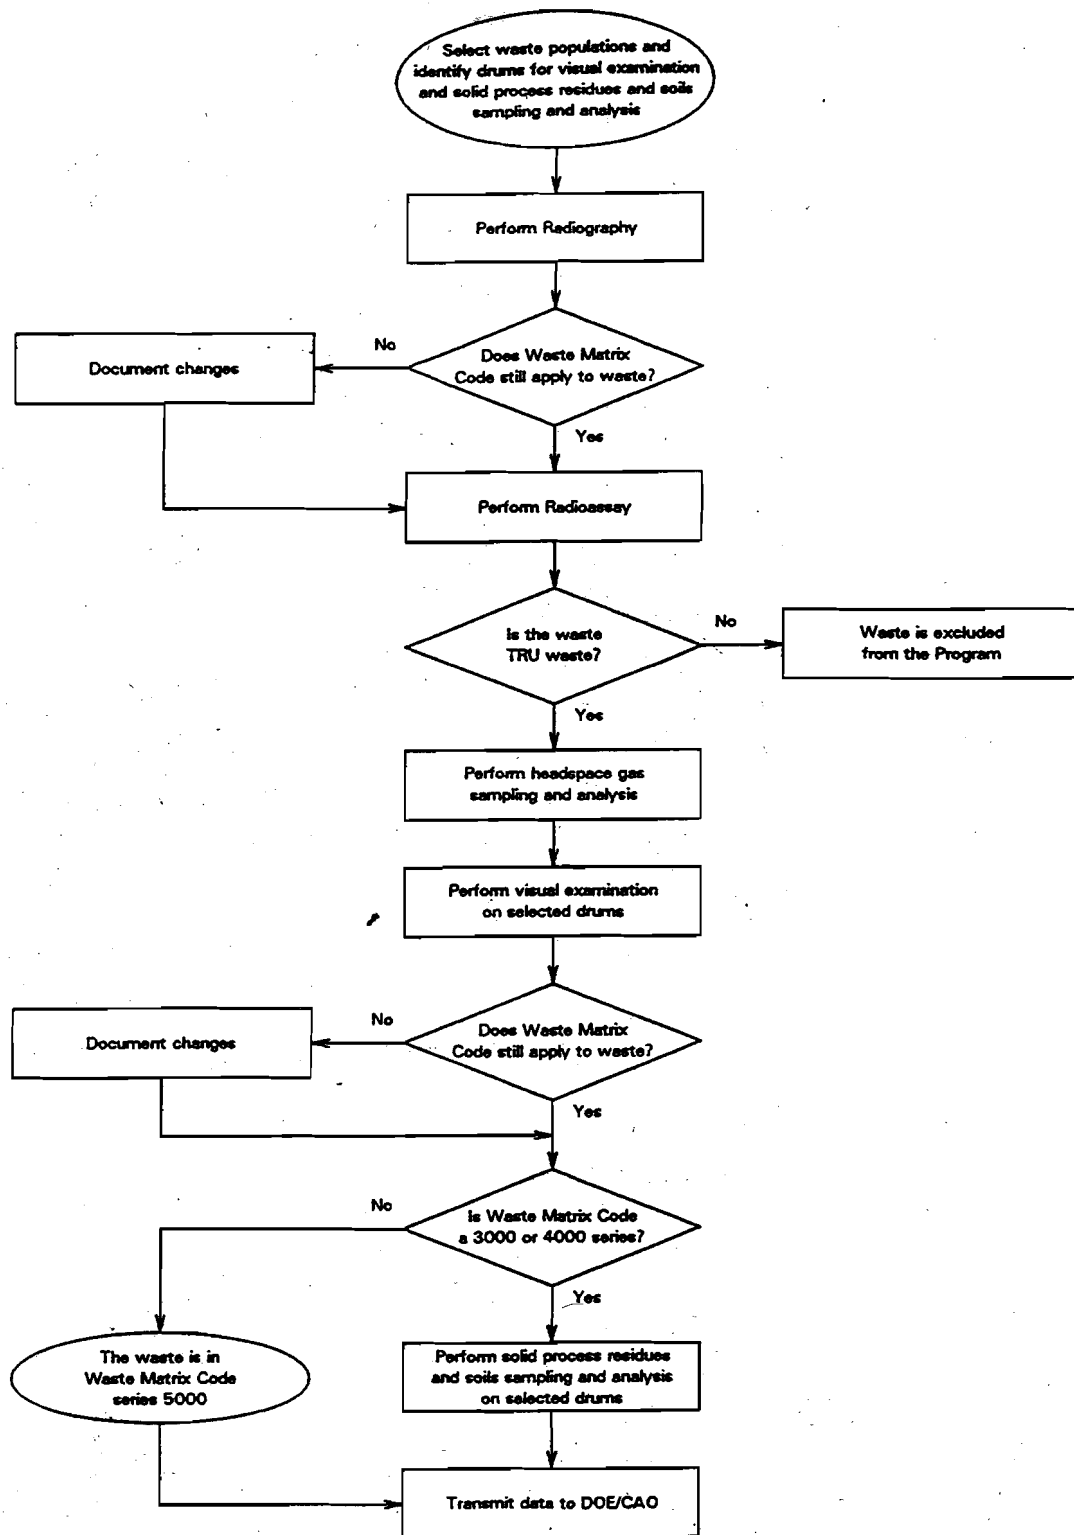 Select waste populations and
identify drums for visual examination
and solid process residues and soils
sampling and analysis
Perform Radiography
No
Does Waste Matrix
Code still apply to waste?
Document changes
Yes
Perform Radioassay
Is the waste
TRU waste?
No
Waste is excluded
from the Program
Yes
Perform headspace gas
sampling and analysis
Perform visual examination
on selected drums
No
Does Waste Matrix
Code still apply to waste?
Document changes
Yes
No
Is Waste Matrix Code
a 3000 or 4000 series?
Yes
The waste is in
Waste Matrix Code
series 5000
Perform solid process residues
and soils sampling and analysis
on selected drums
Transmit data to DOE/CAO